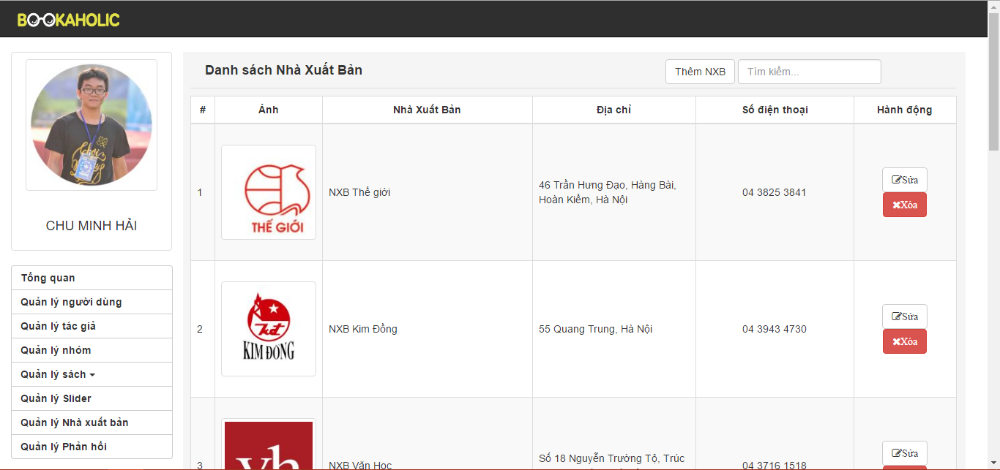 BOOKAHOLIC
CHU MINH HẢI
Tổng quan
Quản lý người dùng
Quản lý tác giả
Quản lý nhóm
Quản lý sách
Quản lý Slider
Quản lý Nhà xuất bản
Quản lý Phản hồi
Danh sách Nhà Xuất Bản
Thêm NXB
Tìm kiếm...
# Ảnh Nhà Xuất Bản Địa chỉ Số điện thoại Hành động
1
THẾ GIỚI
NXB Thế giới
46 Trần Hưng Đạo, Hàng Bài,
Hoàn Kiếm, Hà Nội
04 3825 3841
Sửa
Xóa
2
kđ
KIM ĐỒNG
NXB Kim Đồng
55 Quang Trung, Hà Nội
04 3943 4730
Sửa
Xóa
3
vh
NXB Văn Học
Số 18 Nguyễn Trường Tộ, Trúc
04 3716 1518
Sửa